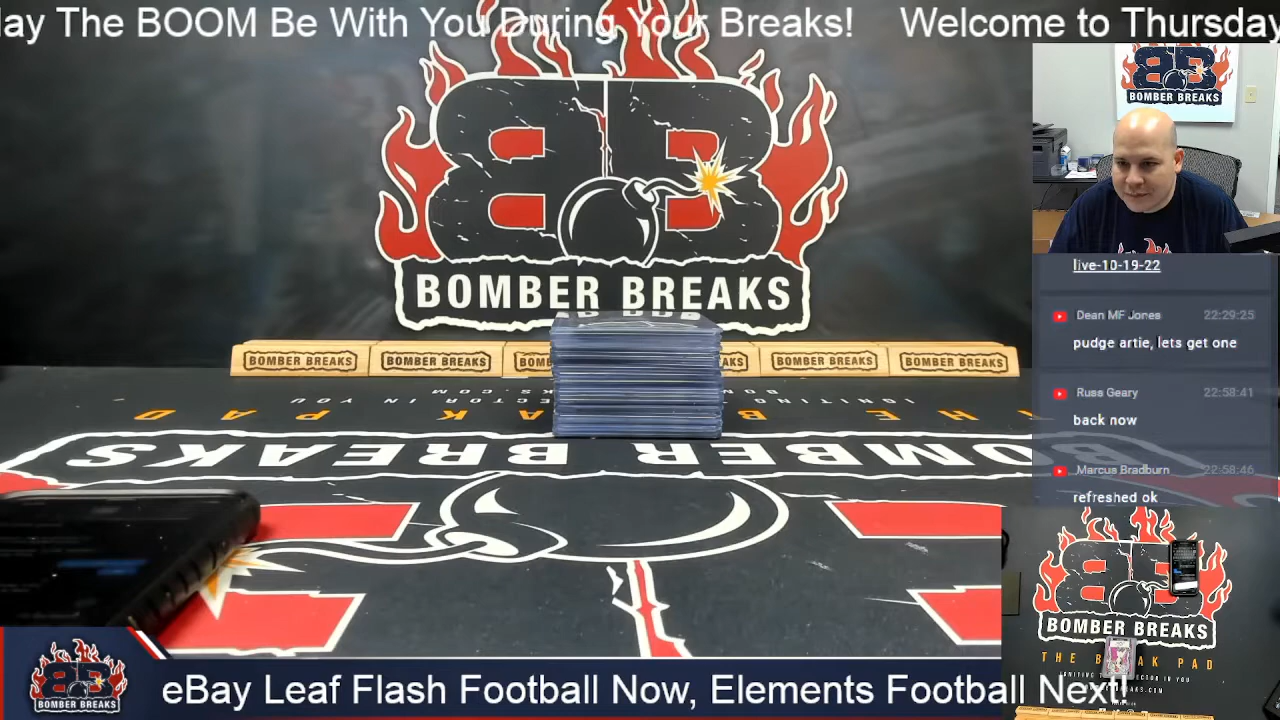 lay The BOOM Be With You During Your Breaks! Welcome to Thursday
BB
BOMBER BREAKS
BB
BOMBER BREAKS
live-10-19-22
Dean MF Jones 22:29:25
pudge artie, lets get one
Russ Geary 22:58:41
back now
Marcus Bradburn 22:58:46
refreshed ok
BOMBER BREAKS
BOMBER BREAKS
BOMBER BREAKS
BOMBER BREAKS
BOMBER BREAKS
BB
BOMBER BREAKS
THE BREAK PAD
BB
BOMBER BREAKS
eBay Leaf Flash Football Now, Elements Football Next!